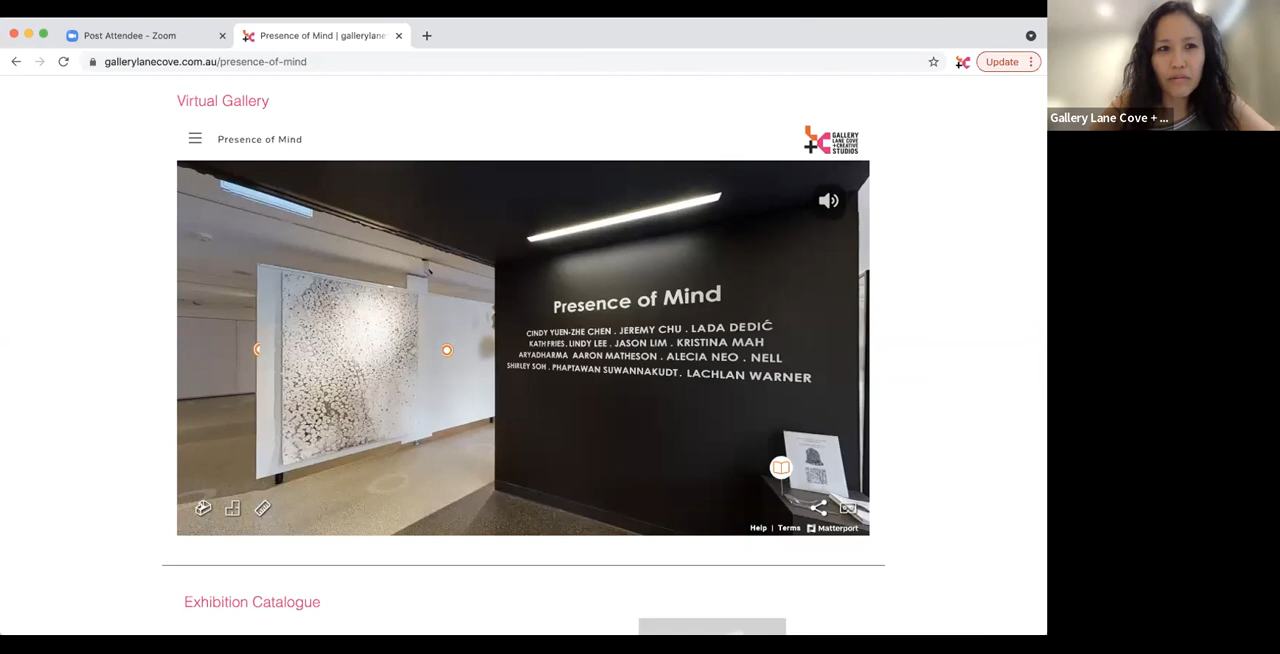 Post Attendee - Zoom
Presence of Mind | gallerylane
gallerylanecove.com.au/presence-of-mind
Update
Gallery Lane Cove + ...
Virtual Gallery
Presence of Mind
GALLERY
LANE COVE
+CREATIVE
STUDIOS
Presence of Mind
CINDY YUEN-ZHE CHEN . JEREMY CHU . LADA DEDIĆ
KATH FRIES . LINDY LEE . JASON LIM . KRISTINA MAH
ARYADHARMA AARON MATHESON . ALECIA NEO . NELL
SHIRLEY SOH . PHAPTAWAN SUWANNAKUDT . LACHLAN WARNER
Help | Terms Matterport
Exhibition Catalogue